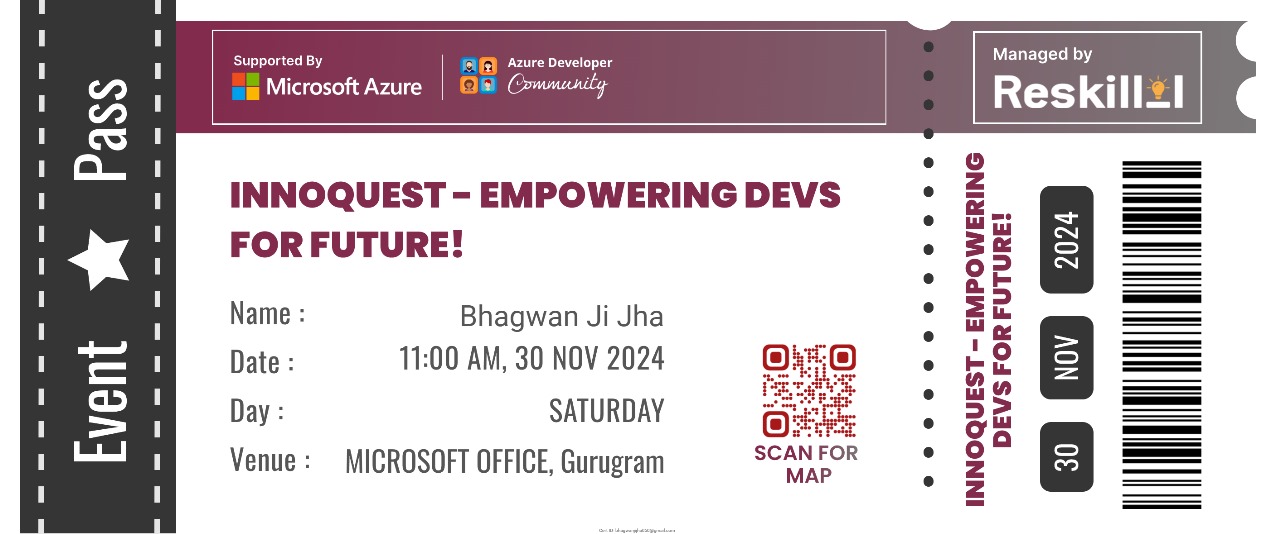 Event ★ Pass
Supported By
Microsoft Azure
Azure Developer
Community
Managed by
Reskilll
INNOQUEST – EMPOWERING DEVS
FOR FUTURE!
Name : Bhagwan Ji Jha
Date : 11:00 AM, 30 NOV 2024
Day : SATURDAY
Venue : MICROSOFT OFFICE, Gurugram
SCAN FOR
MAP
INNOQUEST – EMPOWERING
DEVS FOR FUTURE!
30 NOV 2024